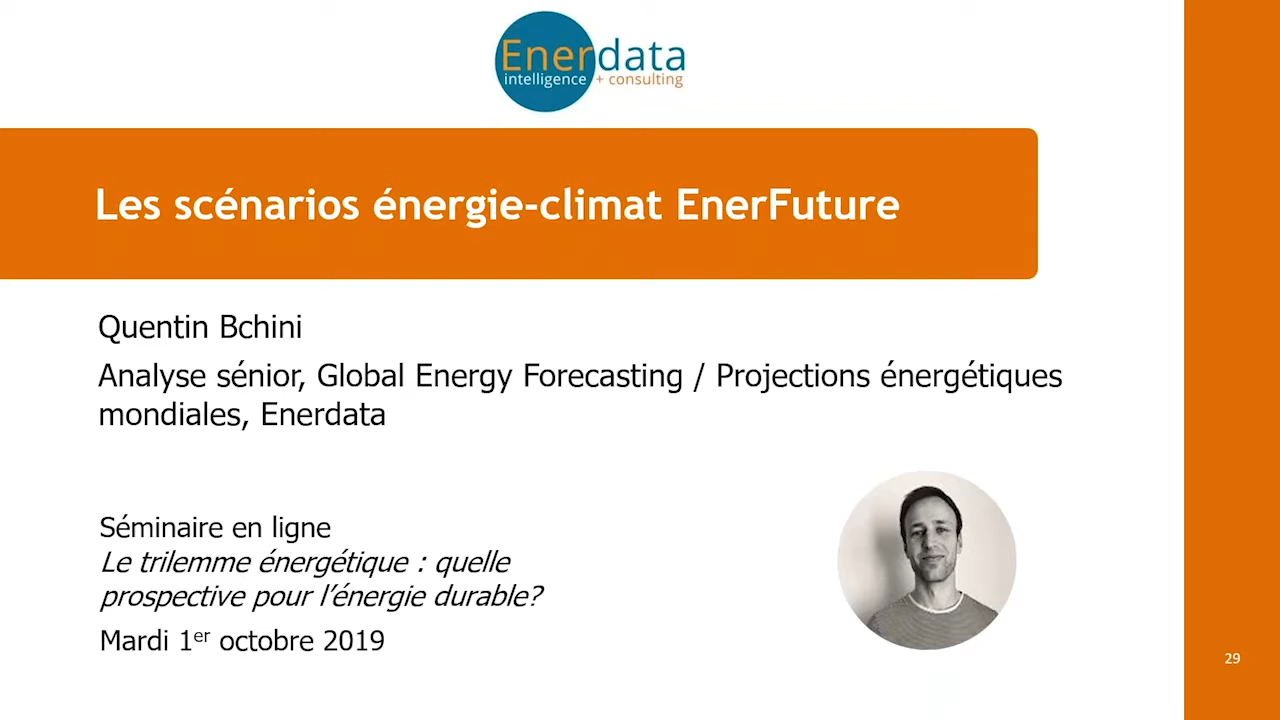 Enerdata
intelligence + consulting
Les scénarios énergie-climat EnerFuture
Quentin Bchini
Analyse sénior, Global Energy Forecasting / Projections énergétiques
mondiales, Enerdata
Séminaire en ligne
Le trilemme énergétique : quelle
prospective pour l’énergie durable?
Mardi 1er octobre 2019
29